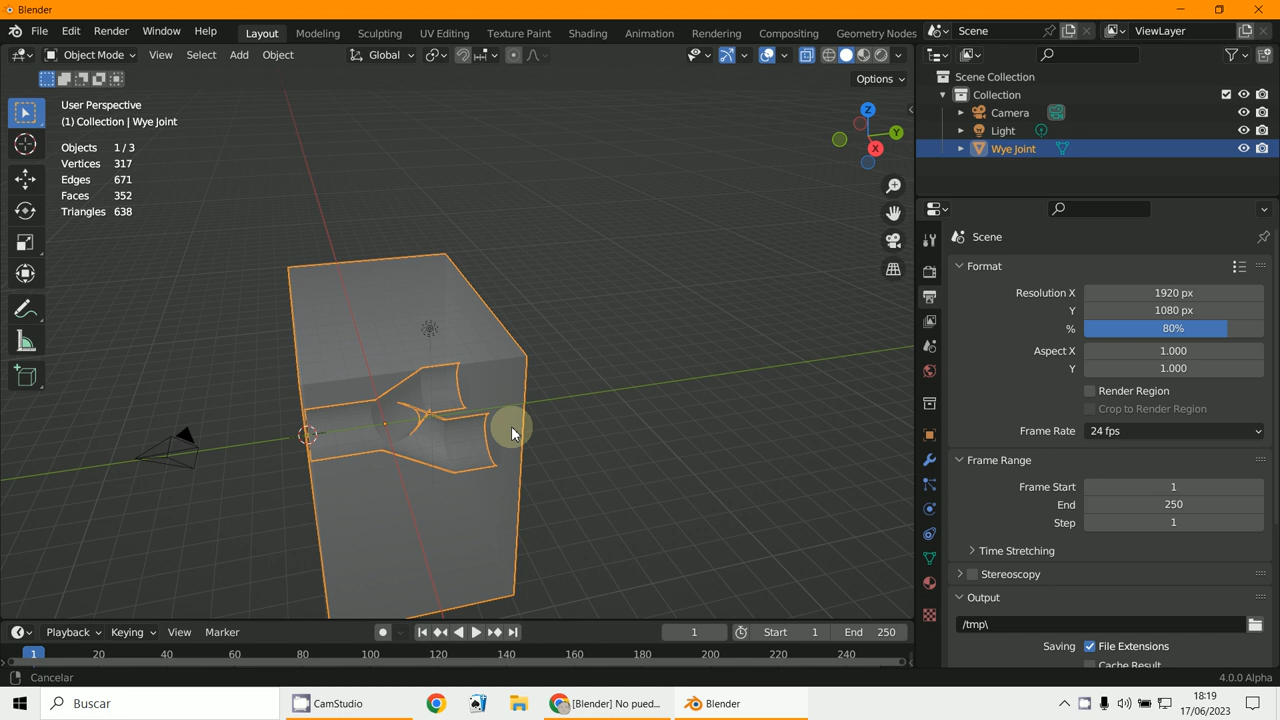 Blender
File Edit Render Window Help Layout Modeling Sculpting UV Editing Texture Paint Shading Animation Rendering Compositing Geometry Nodes Scene ViewLayer
Object Mode View Select Add Object Global
Options
User Perspective
(1) Collection | Wye Joint
Objects 1 / 3
Vertices 317
Edges 671
Faces 352
Triangles 638
Z
Y
X
Scene Collection
Collection
Camera
Light
Wye Joint
Scene
Format
Resolution X 1920 px
Y 1080 px
% 80%
Aspect X 1.000
Y 1.000
Render Region
Crop to Render Region
Frame Rate 24 fps
Frame Range
Frame Start 1
End 250
Step 1
Time Stretching
Stereoscopy
Output
/tmp\
Saving File Extensions
Cache Result
Playback Keying View Marker 1 Start 1 End 250
1 20 40 60 80 100 120 140 160 180 200 220 240
Cancelar 4.0.0 Alpha
Buscar CamStudio [Blender] No pued... Blender
18:19
17/06/2023